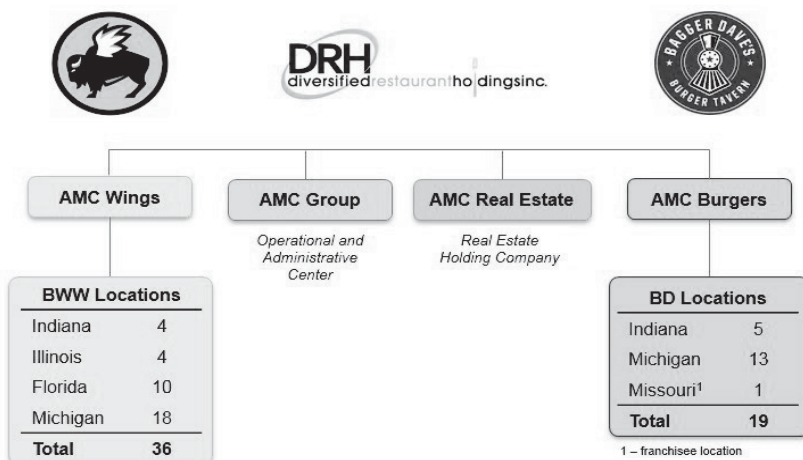 DRH
diversifiedrestaurantholdingsinc.
BAGGER DAVE'S
1
BURGER TAVERN
AMC Wings
AMC Group
AMC Real Estate
AMC Burgers
Operational and
Administrative
Center
Real Estate
Holding Company
BWW Locations
Indiana 4
Illinois 4
Florida 10
Michigan 18
Total 36
BD Locations
Indiana 5
Michigan 13
Missouri¹ 1
Total 19
1 – franchisee location